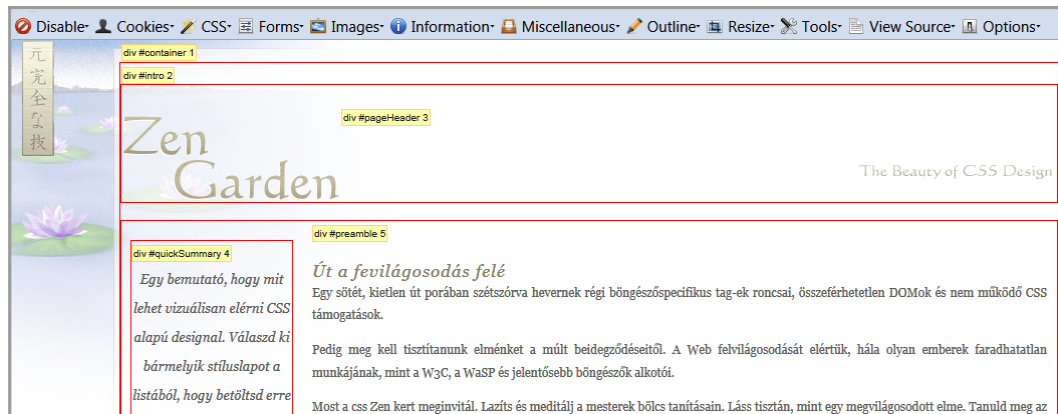 Disable Cookies CSS Forms Images Information Miscellaneous Outline Resize Tools View Source Options
元完全な技
div #container 1
div #intro 2
div #pageHeader 3
Zen
Garden
The Beauty of CSS Design
div #quickSummary 4
Egy bemutató, hogy mit
lehet vizuálisan elérni CSS
alapú designal. Válaszd ki
bármelyik stíluslapot a
listából, hogy betöltsd erre
div #preamble 5
Út a fevilágosodás felé
Egy sötét, kietlen út porában szétszórva hevernek régi böngészőspecifikus tag-ek roncsai, összeférhetetlen DOMok és nem működő CSS
támogatások.
Pedig meg kell tisztítanunk elménket a múlt beidegződéseitől. A Web felvilágosodását elértük, hála olyan emberek faradhatatlan
munkájának, mint a W3C, a WaSP és jelentősebb böngészők alkotói.
Most a css Zen kert meginvitál. Lazíts és meditálj a mesterek bölcs tanításain. Láss tisztán, mint egy megvilágosodott elme. Tanuld meg az